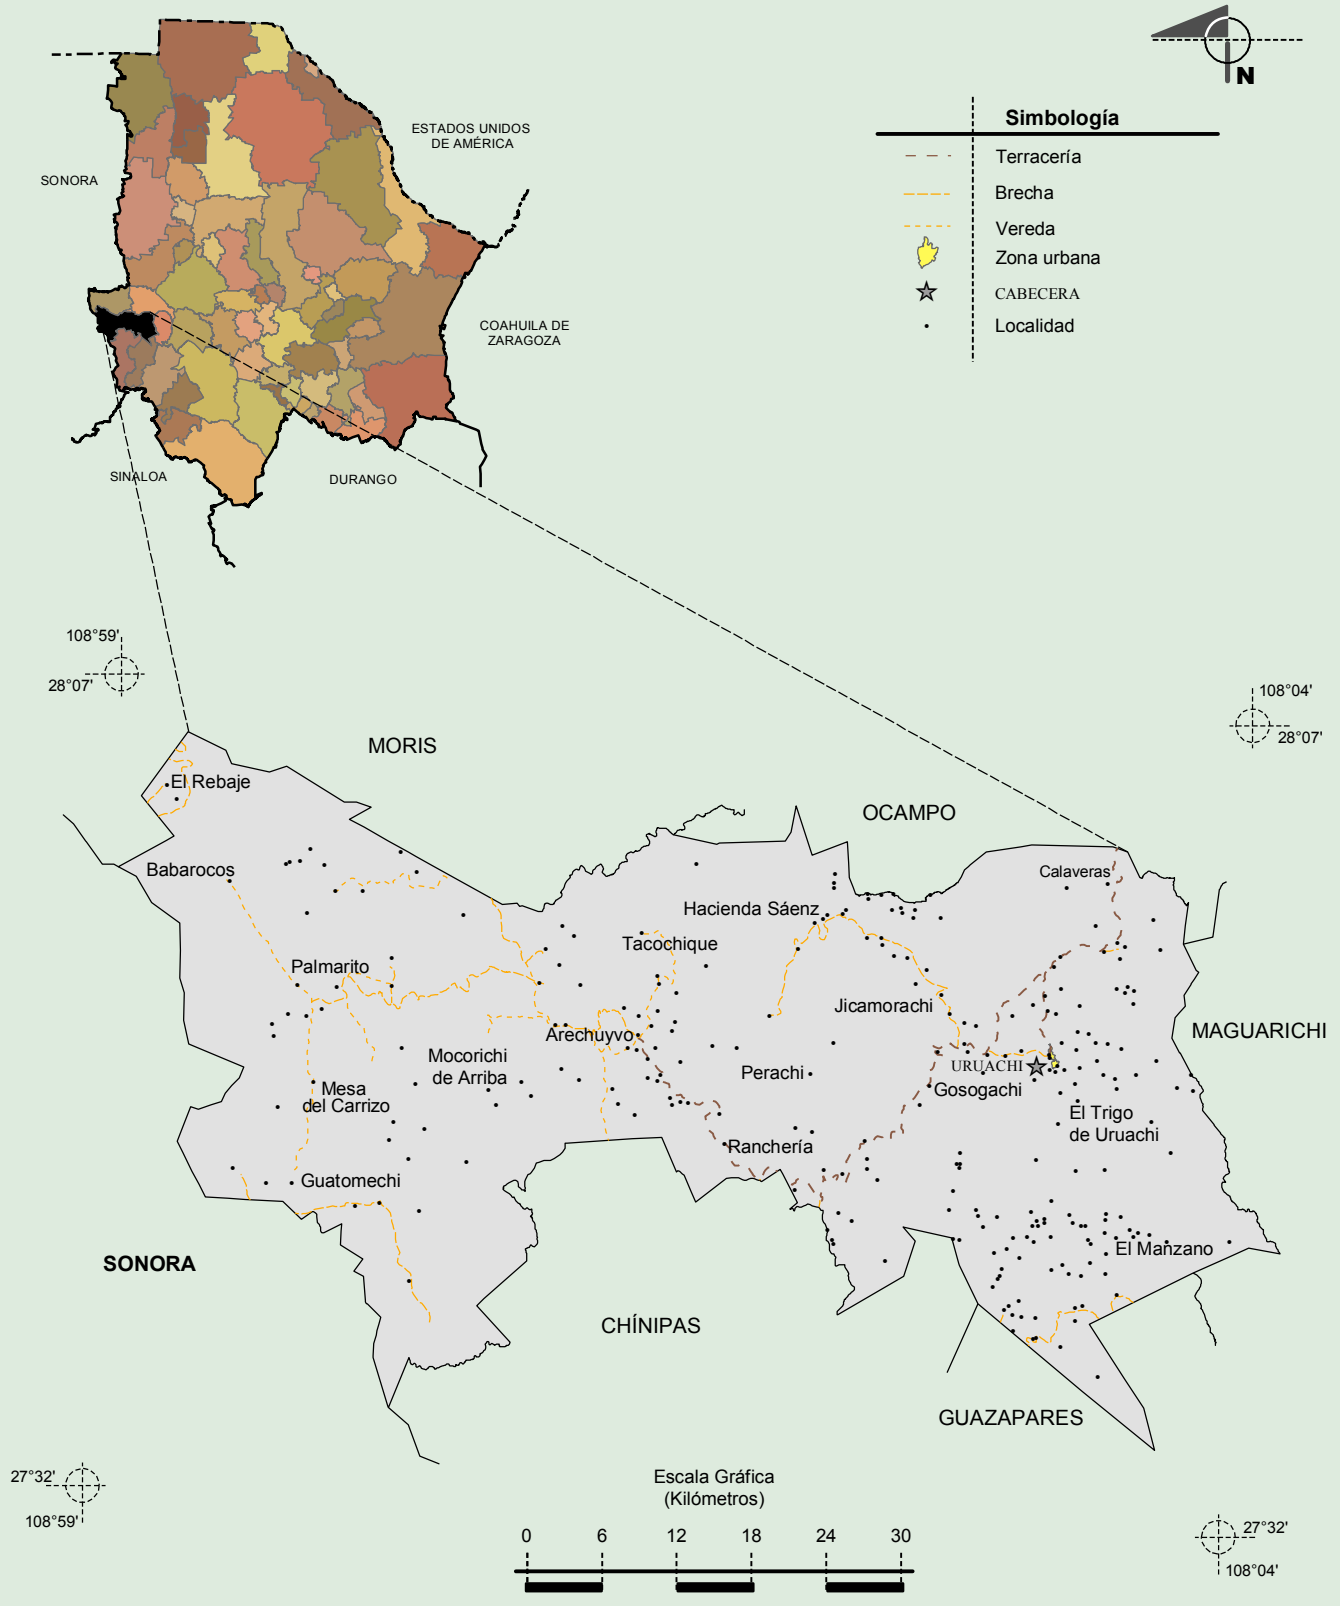 N
Simbología
Terracería
Brecha
Vereda
Zona urbana
CABECERA
Localidad
ESTADOS UNIDOS
DE AMÉRICA
SONORA
COAHUILA DE
ZARAGOZA
SINALOA
DURANGO
108°59'
28°07'
108°04'
28°07'
MORIS
El Rebaje
OCAMPO
Babarocos
Calaveras
Hacienda Sáenz
Tacochique
Palmarito
Jicamorachi
MAGUARICHI
Arechuyvo
Mocorichi
de Arriba
Perachi
URUACHI
Gosogachi
Mesa
del Carrizo
El Trigo
de Uruachi
Ranchería
Guatomechi
El Manzano
SONORA
CHÍNIPAS
GUAZAPARES
27°32'
108°59'
Escala Gráfica
(Kilómetros)
0 6 12 18 24 30
27°32'
108°04'